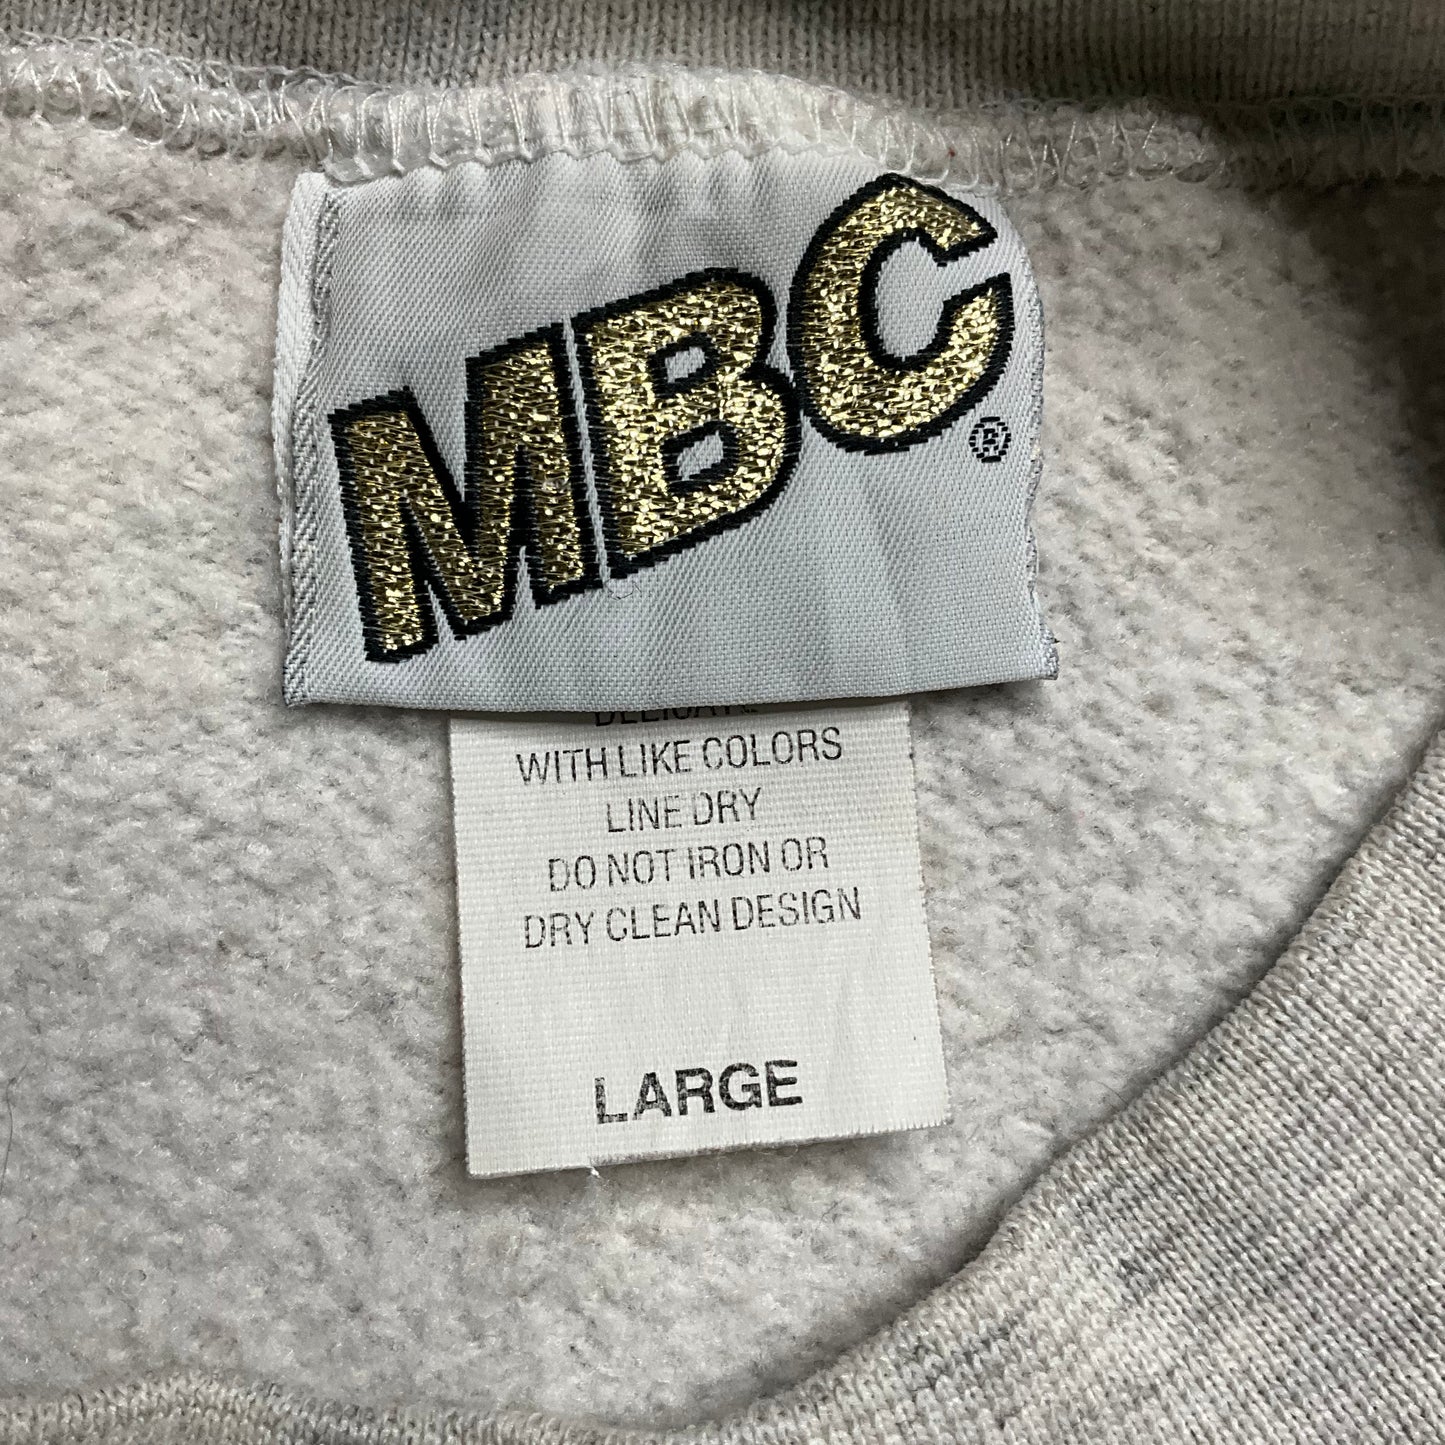 MBC®
WITH LIKE COLORS
LINE DRY
DO NOT IRON OR
DRY CLEAN DESIGN
LARGE